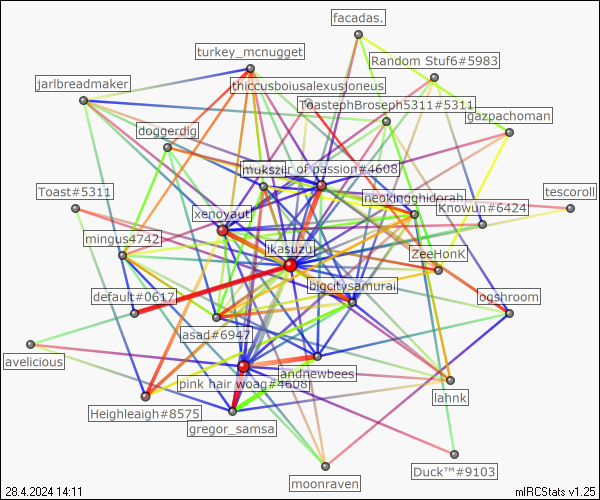 facadas.
turkey_mcnugget
Random Stuf6#5983
jarlbreadmaker
thiccusboiusalexusjoneus
ToastephBroseph5311#5311
gazpachoman
doggerdig
of passion#4608
Toast#5311
neokingghidorah
tescoroll
xenoyaut
Knowun#6424
mingus4742
ikasuzu
ZeeHonK
bigcitysamurai
default#0617
ogshroom
asad#6947
avelicious
andnewbees
pink hair woag#4608
lahnk
Heighleigh#8575
gregor_samsa
Duck™#9103
moonraven
28.4.2024 14:11
mIRCStats v1.25